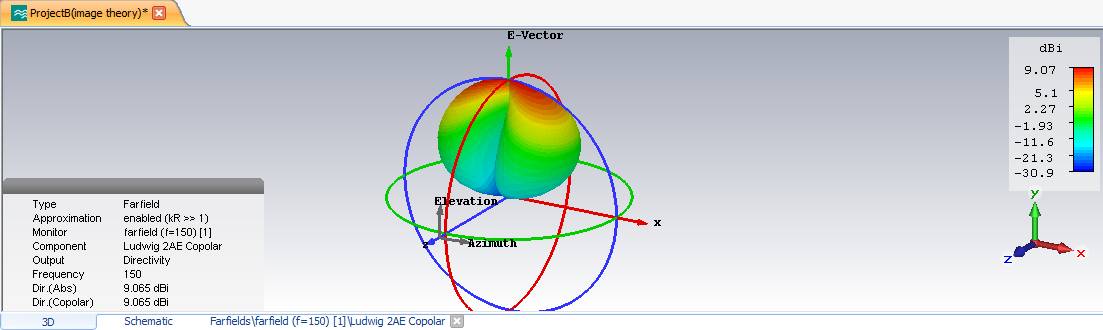 ProjectB(image theory)*
E-Vector
dBi
9.07
5.1
2.27
-1.93
-11.6
-21.3
-30.9
y
x
z
Elevation
Azimuth
x
z
Type Farfield
Approximation enabled (kR >> 1)
Monitor farfield (f=150) [1]
Component Ludwig 2AE Copolar
Output Directivity
Frequency 150
Dir.(Abs) 9.065 dBi
Dir.(Copolar) 9.065 dBi
3D Schematic Farfields\farfield (f=150) [1]\Ludwig 2AE Copolar